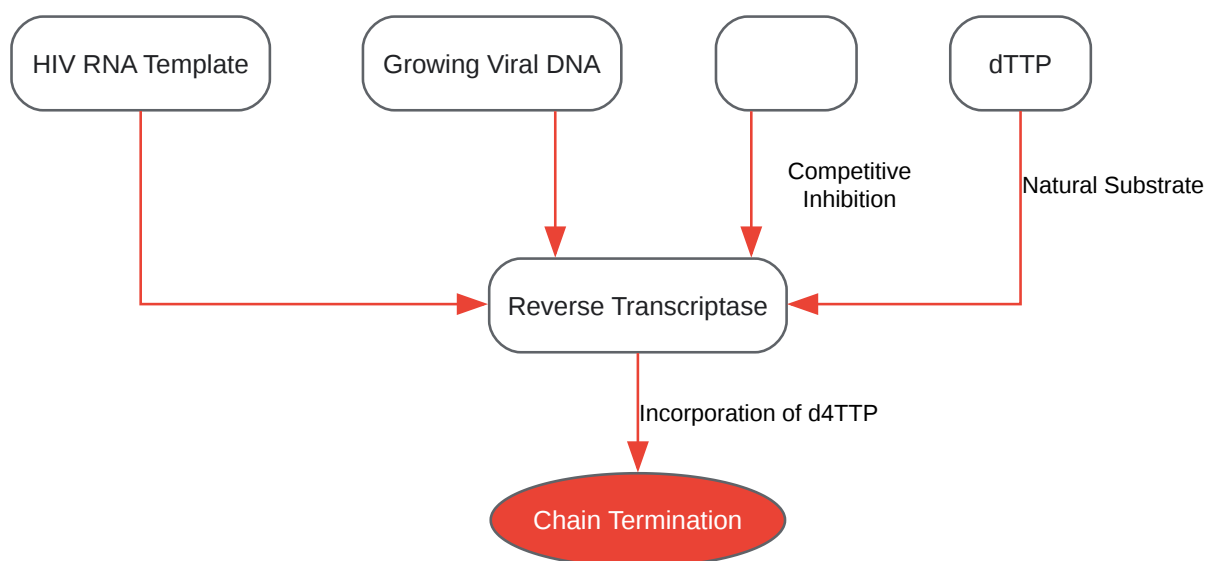 HIV RNA Template
Growing Viral DNA
dTTP
Competitive
Inhibition
Natural Substrate
Reverse Transcriptase
Incorporation of d4TTP
Chain Termination